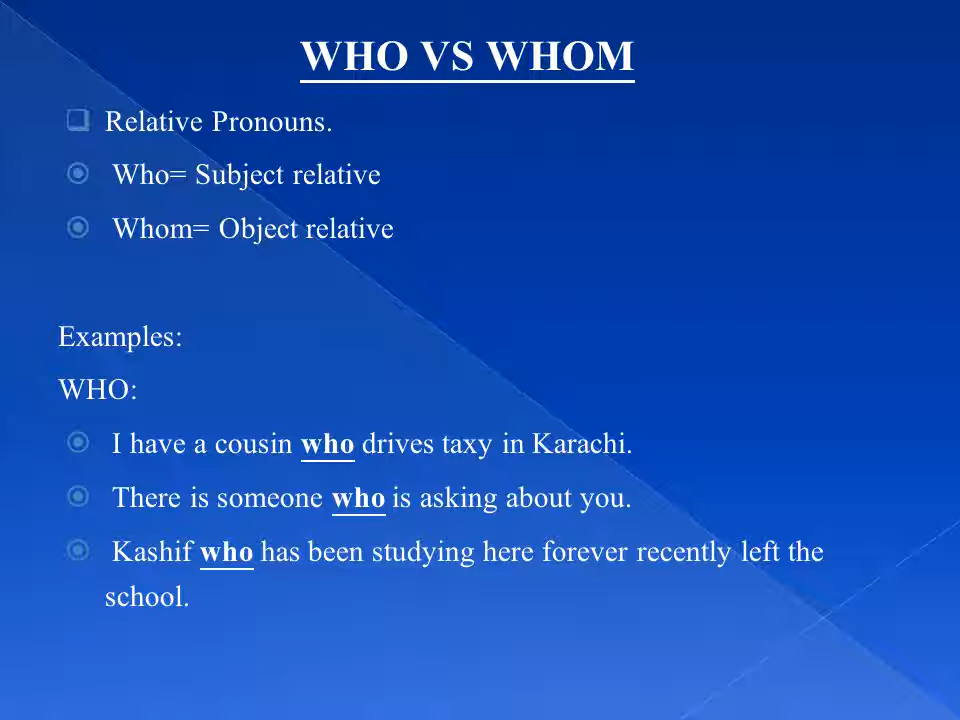 WHO VS WHOM
Relative Pronouns.
Who= Subject relative
Whom= Object relative
Examples:
WHO:
I have a cousin who drives taxy in Karachi.
There is someone who is asking about you.
Kashif who has been studying here forever recently left the
school.